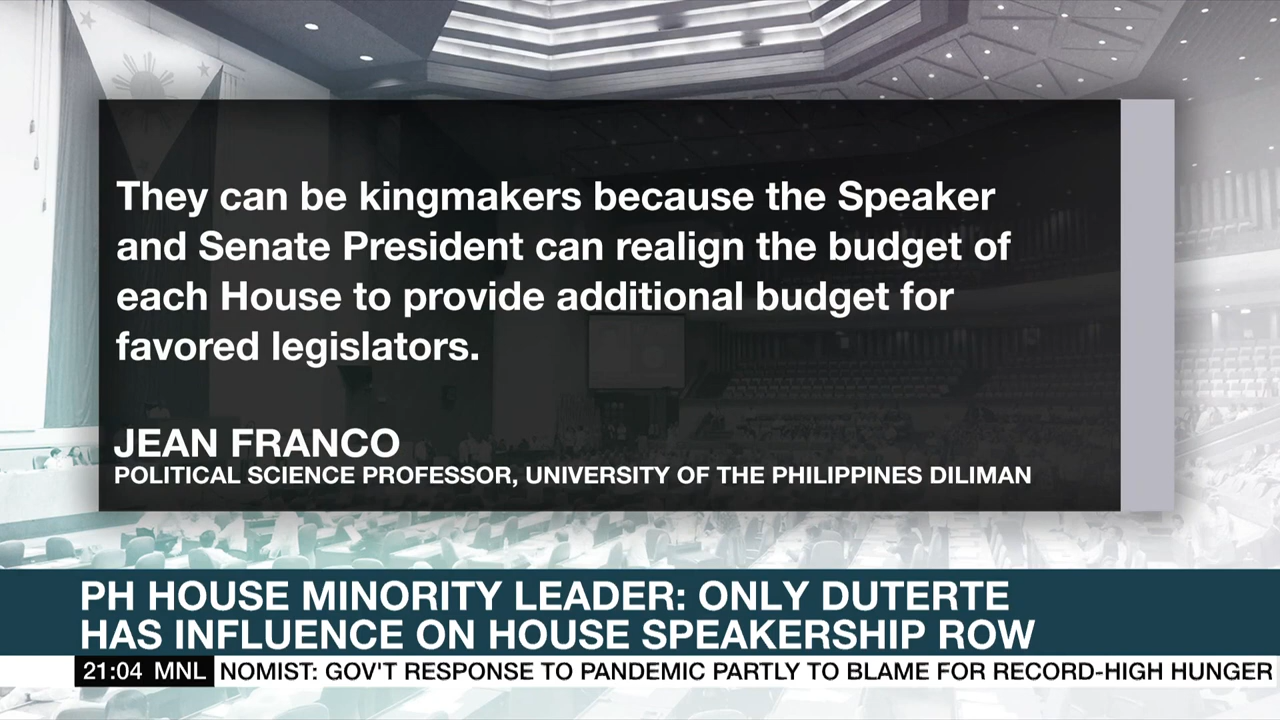 They can be kingmakers because the Speaker
and Senate President can realign the budget of
each House to provide additional budget for
favored legislators.
JEAN FRANCO
POLITICAL SCIENCE PROFESSOR, UNIVERSITY OF THE PHILIPPINES DILIMAN
PH HOUSE MINORITY LEADER: ONLY DUTERTE
HAS INFLUENCE ON HOUSE SPEAKERSHIP ROW
21:04 MNL NOMIST: GOV'T RESPONSE TO PANDEMIC PARTLY TO BLAME FOR RECORD-HIGH HUNGER